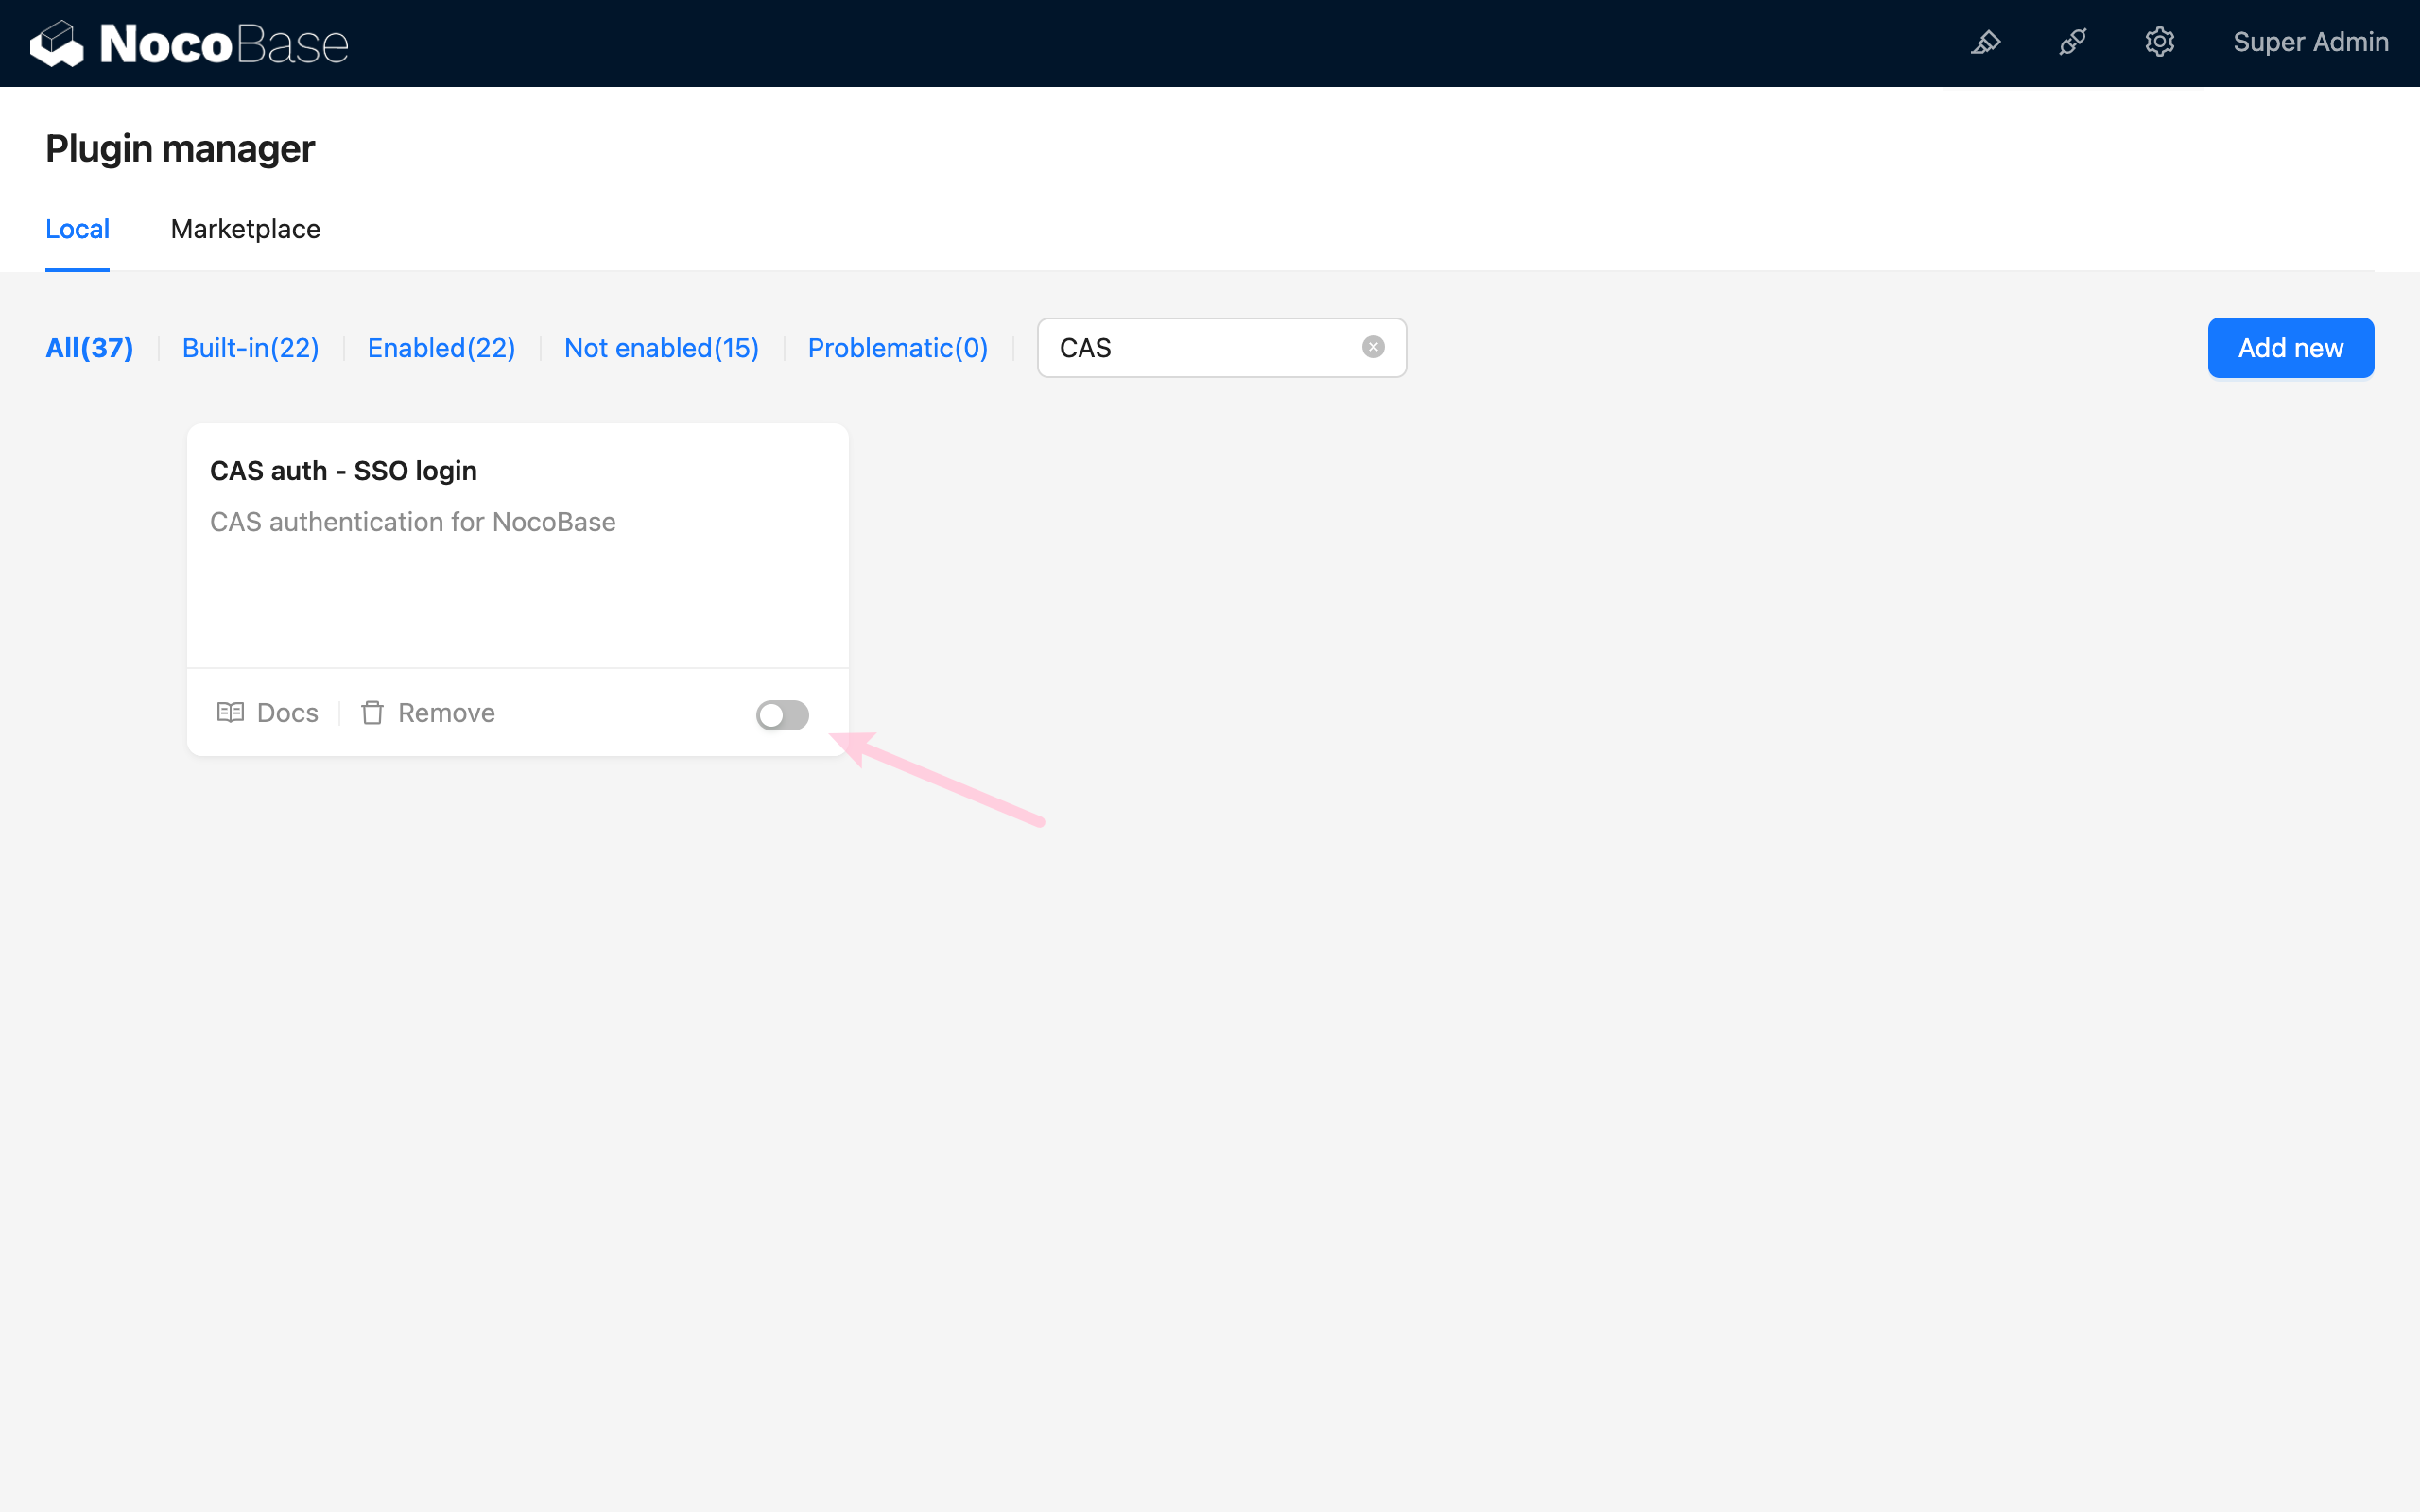 NocoBase
Super Admin
Plugin manager
Local Marketplace
All(37) Built-in(22) Enabled(22) Not enabled(15) Problematic(0) CAS Add new
CAS auth - SSO login
CAS authentication for NocoBase
Docs Remove